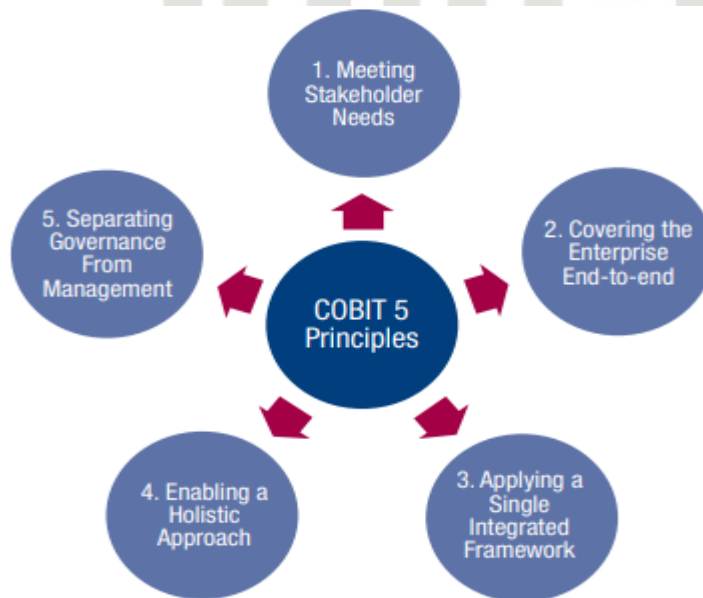 1. Meeting
Stakeholder
Needs
5. Separating
Governance
From
Management
2. Covering the
Enterprise
End-to-end
COBIT 5
Principles
4. Enabling a
Holistic
Approach
3. Applying a
Single
Integrated
Framework